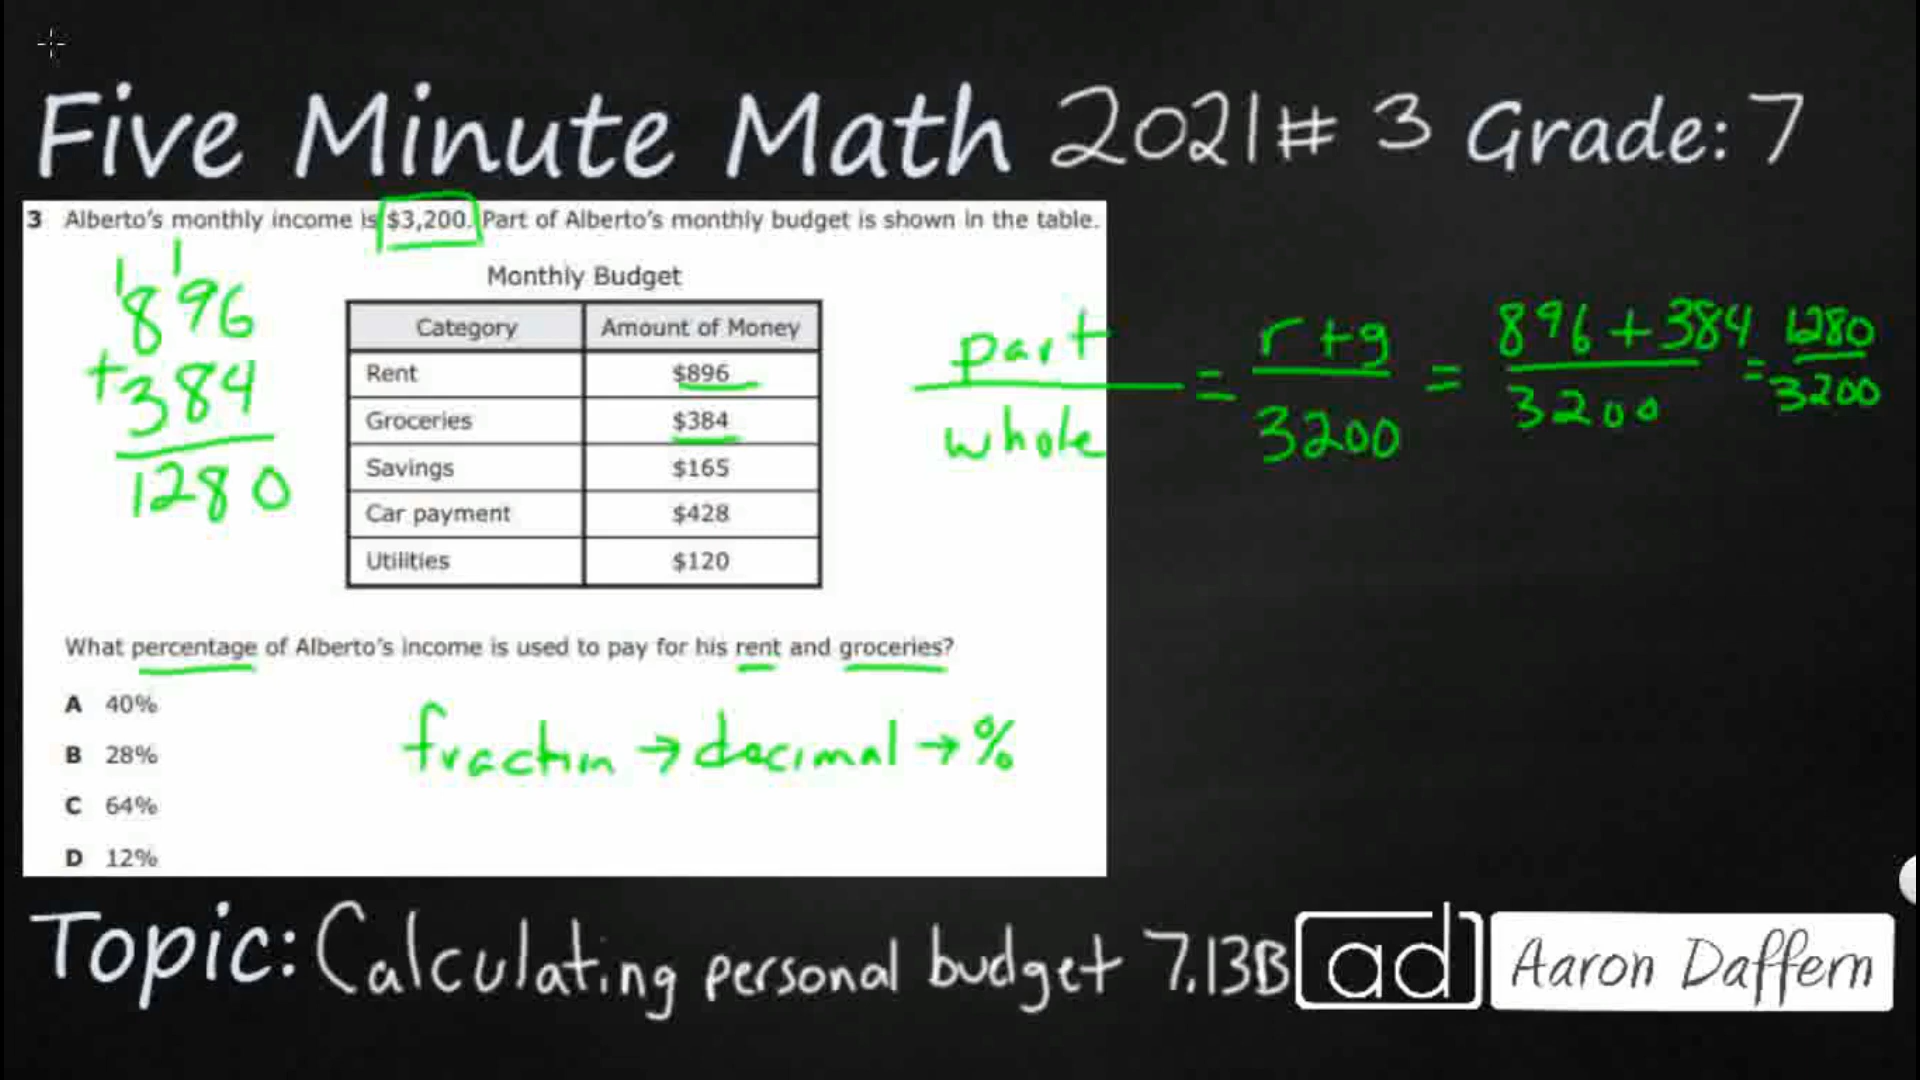 Five Minute Math 2021 # 3 Grade: 7
3 Alberto's monthly income is $3,200. Part of Alberto's monthly budget is shown in the table.
Monthly Budget
Category Amount of Money
Rent $896
Groceries $384
Savings $165
Car payment $428
Utilities $120
1 1
896
+384
1280
part/whole = r+g/3200 = 896+384/3200 = 1280/3200
What percentage of Alberto's income is used to pay for his rent and groceries?
A 40%
B 28%
C 64%
D 12%
fraction → decimal → %
Topic: Calculating personal budget 7.13B ad Aaron Daffern